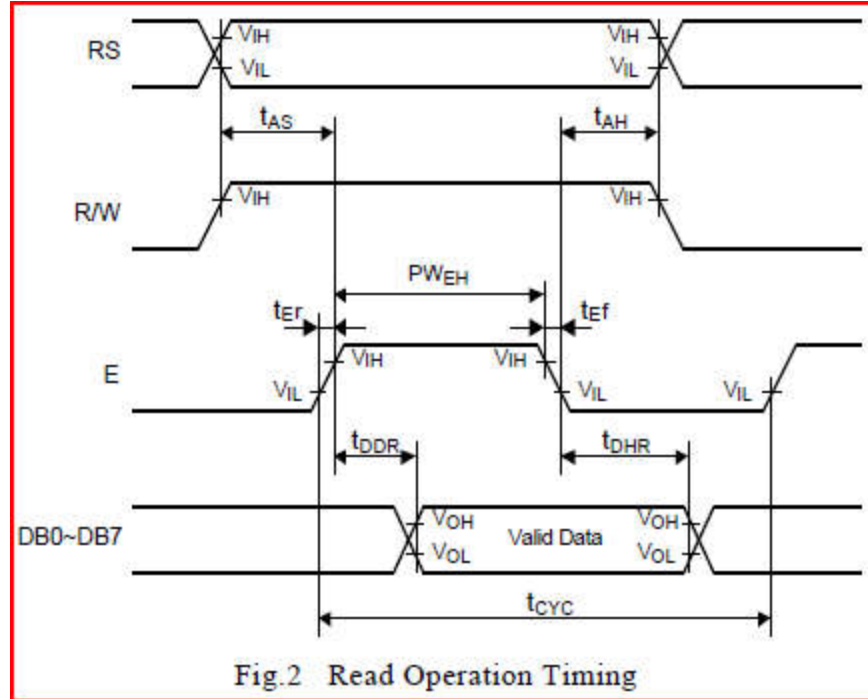 RS
VIH
VIH
VIL
VIL
tAS
tAH
R/W
VIH
VIH
PWEH
tEr
tEf
E
VIH
VIH
VIL
VIL
VIL
tDDR
tDHR
DB0~DB7
VOH
Valid Data
VOH
VOL
VOL
tCYC
Fig.2 Read Operation Timing